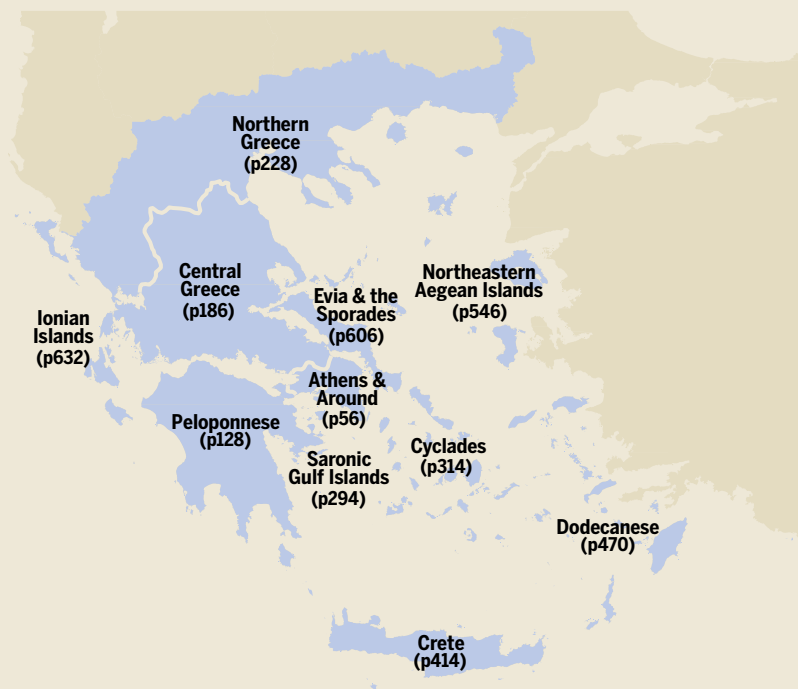 Northern
Greece
(p228)
Central
Greece
(p186)
Northeastern
Aegean Islands
(p546)
Evia & the
Sporades
(p606)
Ionian
Islands
(p632)
Athens &
Around
(p56)
Peloponnese
(p128)
Cyclades
(p314)
Saronic
Gulf Islands
(p294)
Dodecanese
(p470)
Crete
(p414)